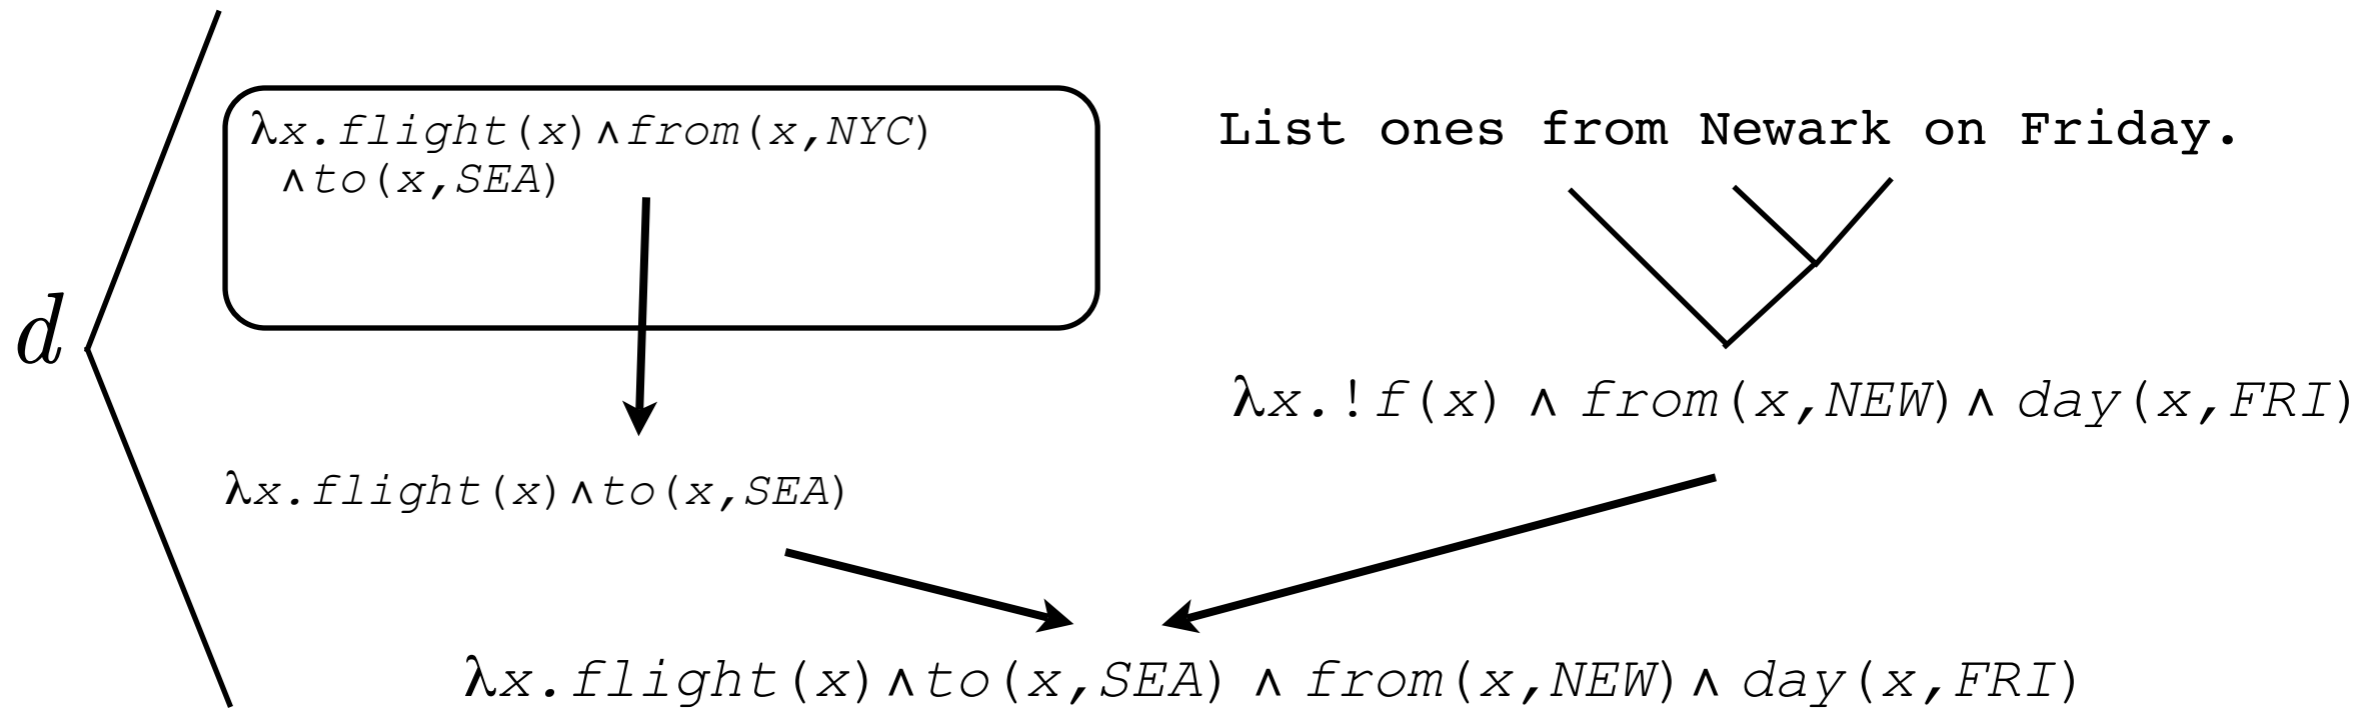 λx.flight(x)∧from(x,NYC)
∧to(x,SEA)
List ones from Newark on Friday.
d
λx.!f(x) ∧ from(x,NEW)∧ day(x,FRI)
λx.flight(x)∧to(x,SEA)
λx.flight(x)∧to(x,SEA) ∧ from(x,NEW)∧ day(x,FRI)